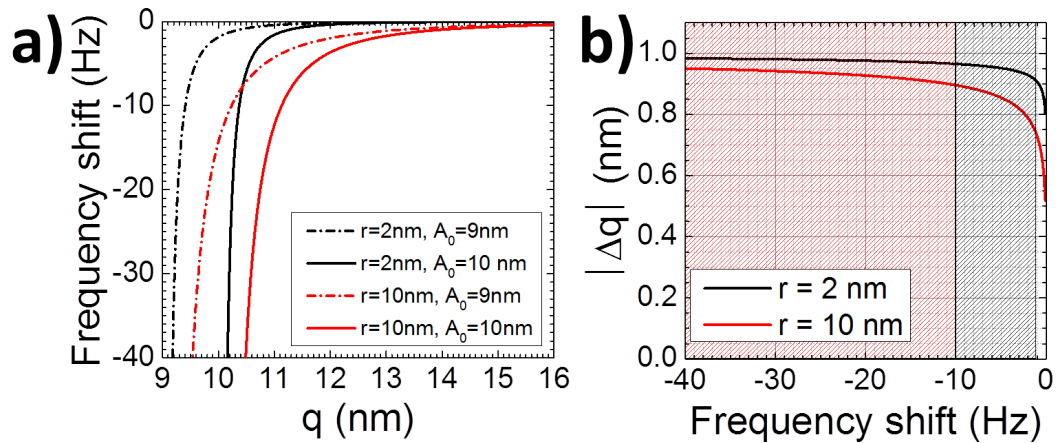 a)
Frequency shift (Hz)
0
-10
-20
-30
-40
r=2nm, A₀=9nm
r=2nm, A₀=10 nm
r=10nm, A₀=9nm
r=10nm, A₀=10nm
9 10 11 12 13 14 15 16
q (nm)
b)
|Δq| (nm)
1.0
0.8
0.6
0.4
0.2
0.0
r = 2 nm
r = 10 nm
-40 -30 -20 -10 0
Frequency shift (Hz)